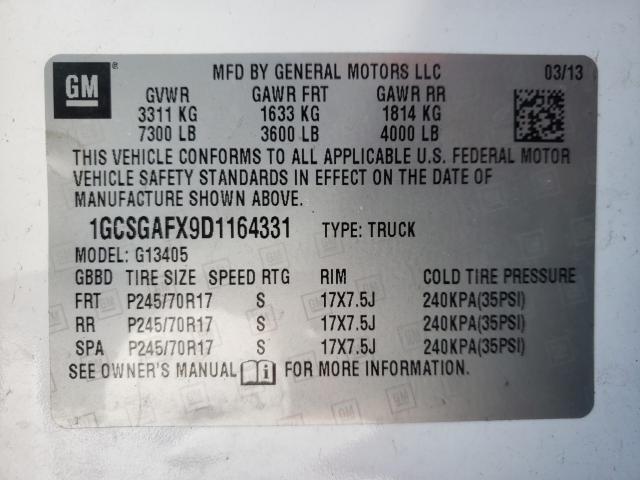 GM ® MFD BY GENERAL MOTORS LLC 03/13
GVWR GAWR FRT GAWR RR
3311 KG 1633 KG 1814 KG
7300 LB 3600 LB 4000 LB
THIS VEHICLE CONFORMS TO ALL APPLICABLE U.S. FEDERAL MOTOR
VEHICLE SAFETY STANDARDS IN EFFECT ON THE DATE OF
MANUFACTURE SHOWN ABOVE.
1GCSGAFX9D1164331 TYPE: TRUCK
MODEL: G13405
GBBD TIRE SIZE SPEED RTG RIM COLD TIRE PRESSURE
FRT P245/70R17 S 17X7.5J 240KPA(35PSI)
RR P245/70R17 S 17X7.5J 240KPA(35PSI)
SPA P245/70R17 S 17X7.5J 240KPA(35PSI)
SEE OWNER'S MANUAL FOR MORE INFORMATION.